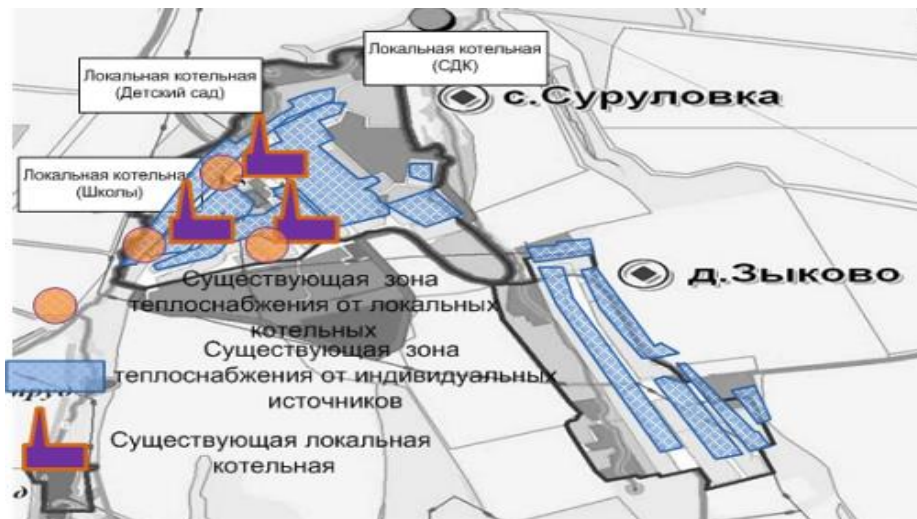 Локальная котельная
(СДК)
Локальная котельная
(Детский сад)
с.Суруловка
Локальная котельная
(Школы)
д.Зыково
Существующая зона
теплоснабжения от локальных
котельных
Существующая зона
теплоснабжения от индивидуальных
источников
Существующая локальная
котельная